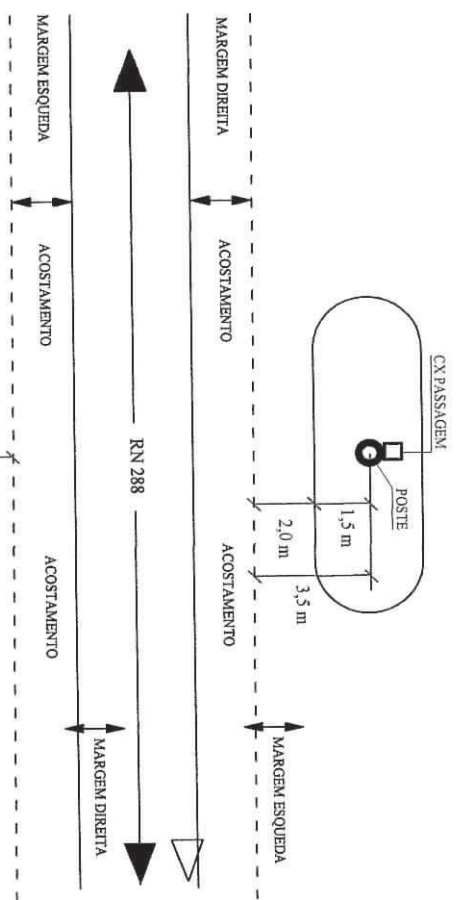 CX PASSAGEM
POSTE
1,5 m
2,0 m
3,5 m
MARGEM DIREITA
ACOSTAMENTO
ACOSTAMENTO
MARGEM ESQUEDA
RN 288
MARGEM ESQUEDA
ACOSTAMENTO
ACOSTAMENTO
MARGEM DIREITA